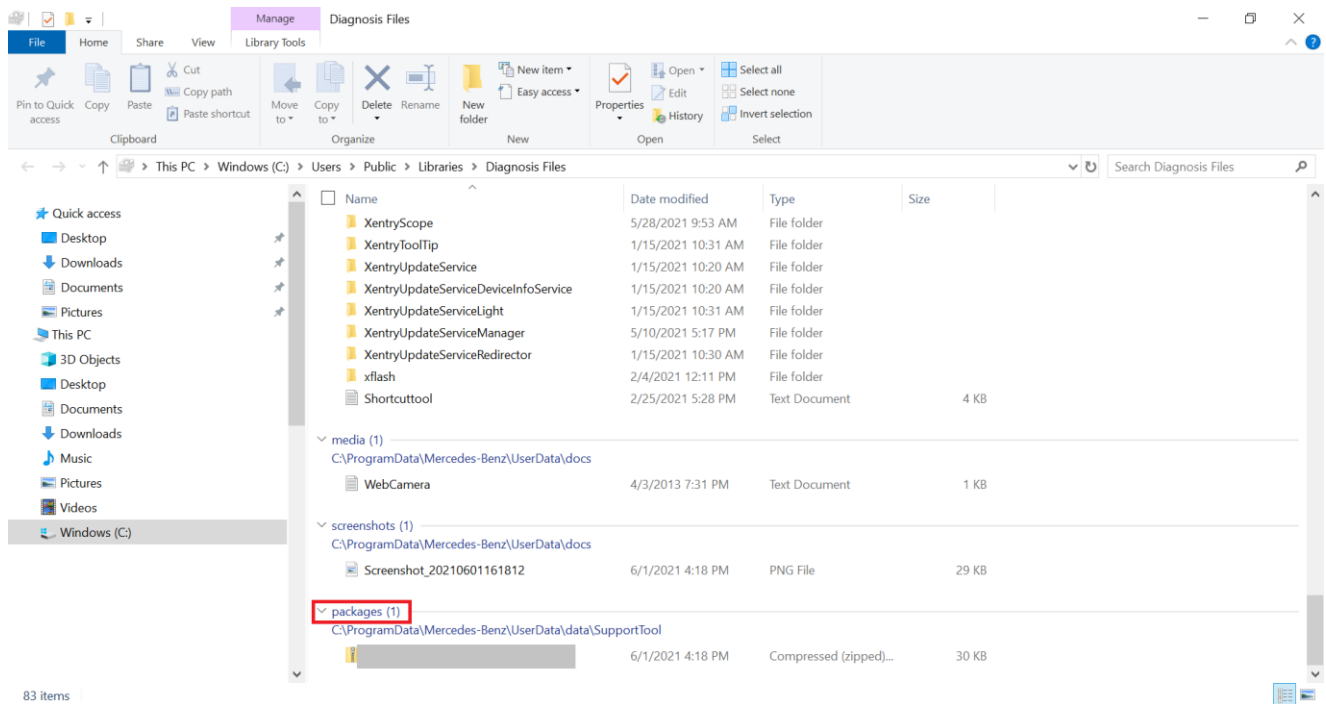 Manage
Diagnosis Files
File
Home
Share
View
Library Tools
Pin to Quick access
Copy
Paste
Cut
Copy path
Paste shortcut
Clipboard
Move to
Copy to
Delete
Rename
Organize
New folder
New item
Easy access
New
Properties
Open
Edit
History
Open
Select all
Select none
Invert selection
Select
This PC > Windows (C:) > Users > Public > Libraries > Diagnosis Files
Search Diagnosis Files
Quick access
Desktop
Downloads
Documents
Pictures
This PC
3D Objects
Desktop
Documents
Downloads
Music
Pictures
Videos
Windows (C:)
Name Date modified Type Size
XentryScope 5/28/2021 9:53 AM File folder
XentryToolTip 1/15/2021 10:31 AM File folder
XentryUpdateService 1/15/2021 10:20 AM File folder
XentryUpdateServiceDeviceInfoService 1/15/2021 10:20 AM File folder
XentryUpdateServiceLight 1/15/2021 10:31 AM File folder
XentryUpdateServiceManager 5/10/2021 5:17 PM File folder
XentryUpdateServiceRedirector 1/15/2021 10:30 AM File folder
xflash 2/4/2021 12:11 PM File folder
Shortcuttool 2/25/2021 5:28 PM Text Document 4 KB
media (1)
C:\ProgramData\Mercedes-Benz\UserData\docs
WebCamera 4/3/2013 7:31 PM Text Document 1 KB
screenshots (1)
C:\ProgramData\Mercedes-Benz\UserData\docs
Screenshot_20210601161812 6/1/2021 4:18 PM PNG File 29 KB
packages (1)
C:\ProgramData\Mercedes-Benz\UserData\data\SupportTool
6/1/2021 4:18 PM Compressed (zipped)... 30 KB
83 items